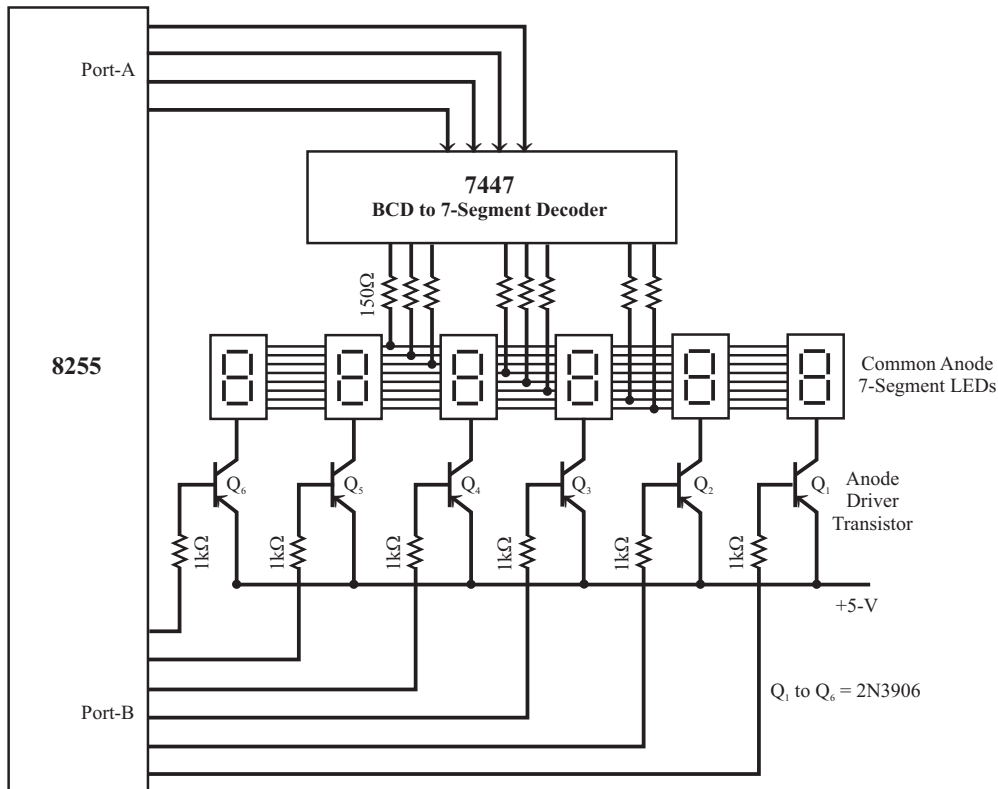 Port-A
7447
BCD to 7-Segment Decoder
150Ω
8255
Common Anode
7-Segment LEDs
Q₆
Q₅
Q₄
Q₃
Q₂
Q₁
Anode
Driver
Transistor
1kΩ
1kΩ
1kΩ
1kΩ
1kΩ
1kΩ
+5-V
Q₁ to Q₆ = 2N3906
Port-B